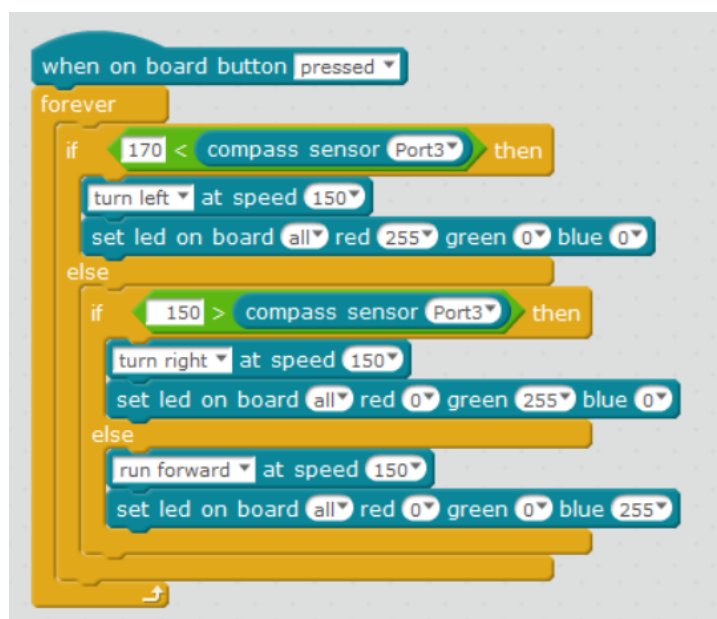 when on board button pressed
forever
if 170 < compass sensor Port3 then
turn left at speed 150
set led on board all red 255 green 0 blue 0
else
if 150 > compass sensor Port3 then
turn right at speed 150
set led on board all red 0 green 255 blue 0
else
run forward at speed 150
set led on board all red 0 green 0 blue 255